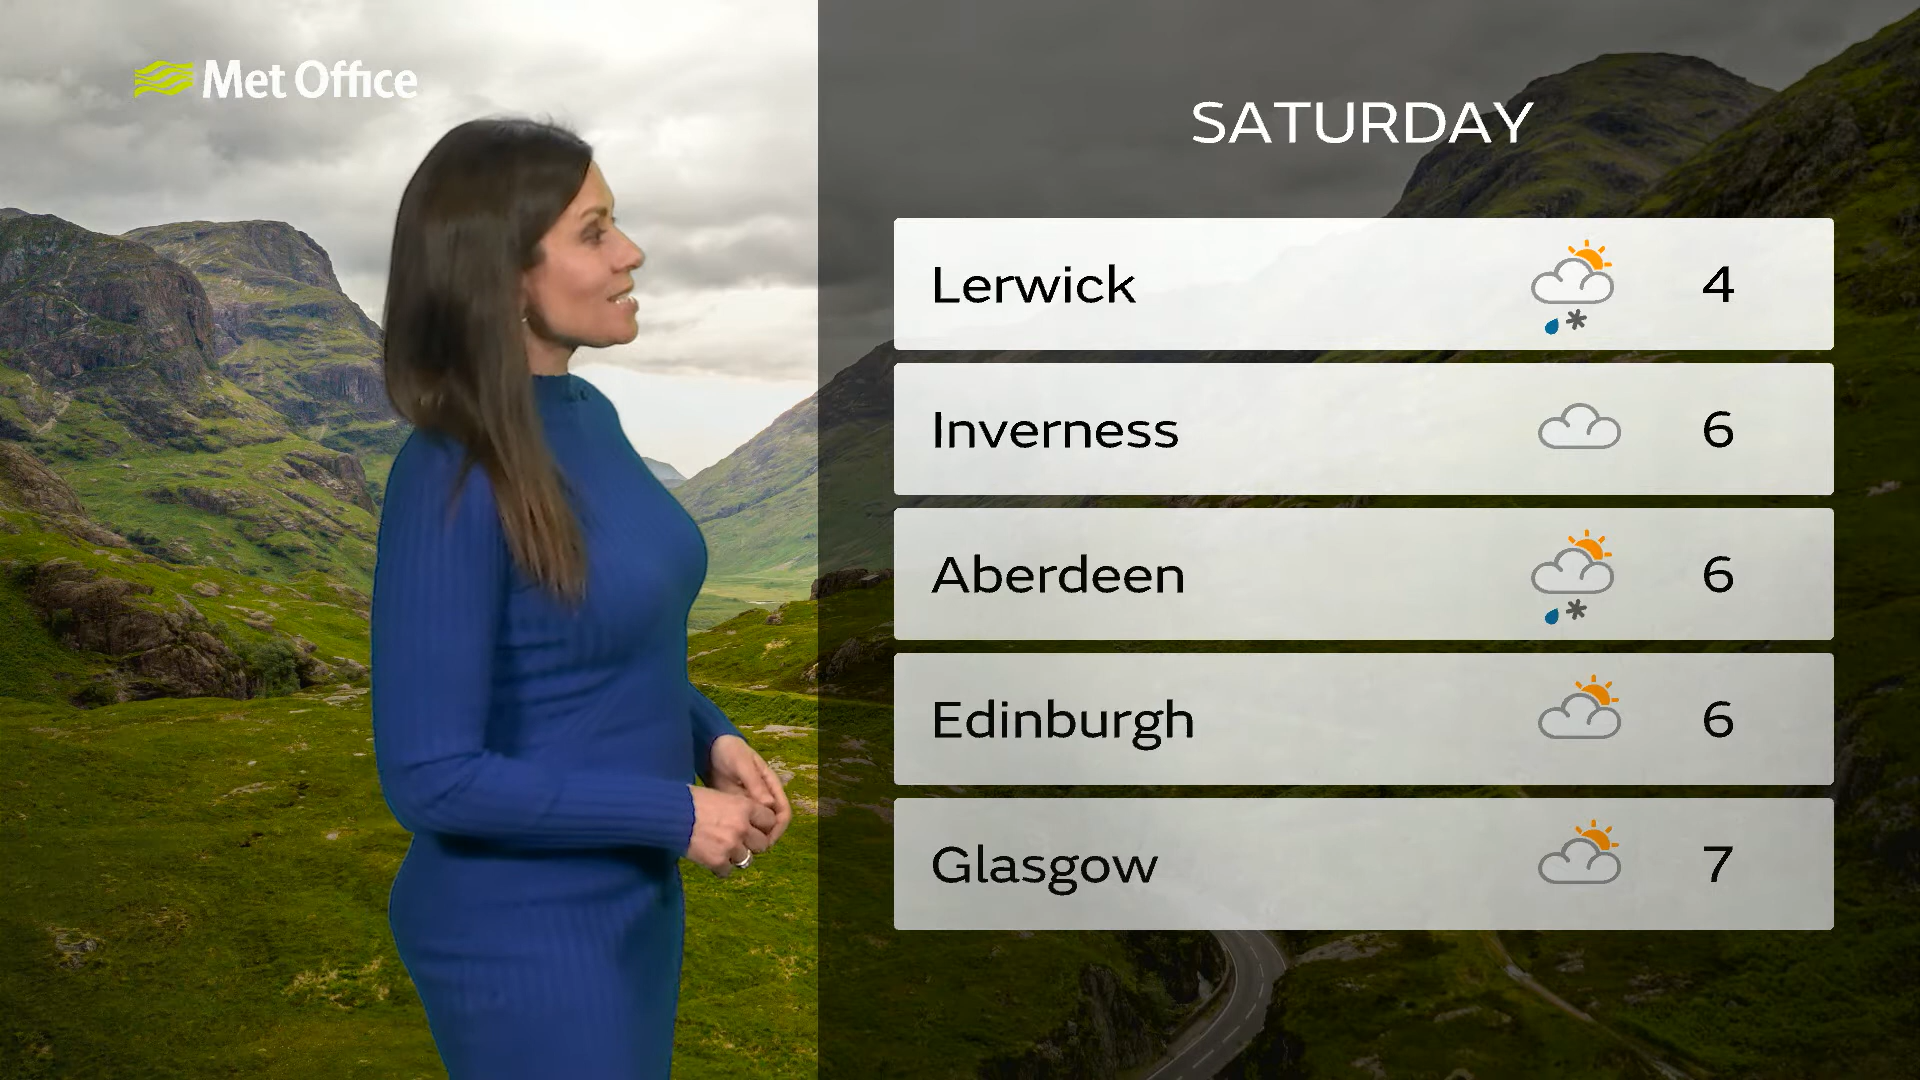 Met Office
SATURDAY
Lerwick 4
Inverness 6
Aberdeen 6
Edinburgh 6
Glasgow 7